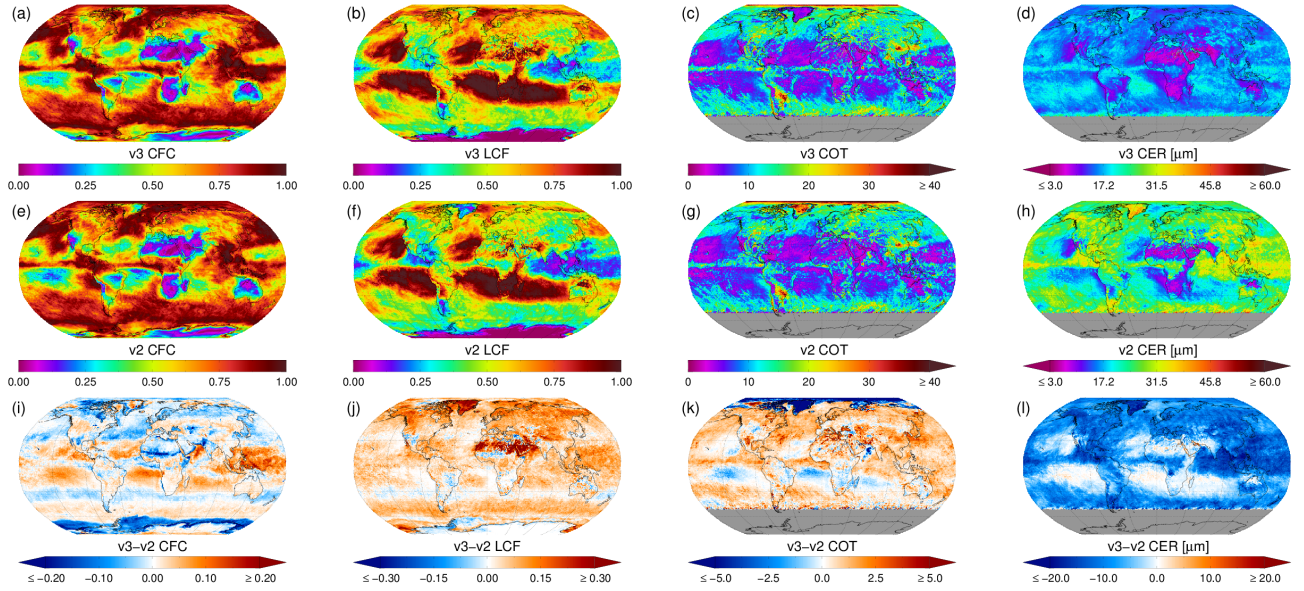 (a) (b) (c) (d)
v3 CFC v3 LCF v3 COT v3 CER [μm]
0.00 0.25 0.50 0.75 1.00 0.00 0.25 0.50 0.75 1.00 0 10 20 30 ≥ 40 ≤ 3.0 17.2 31.5 45.8 ≥ 60.0
(e) (f) (g) (h)
v2 CFC v2 LCF v2 COT v2 CER [μm]
0.00 0.25 0.50 0.75 1.00 0.00 0.25 0.50 0.75 1.00 0 10 20 30 ≥ 40 ≤ 3.0 17.2 31.5 45.8 ≥ 60.0
(i) (j) (k) (l)
v3−v2 CFC v3−v2 LCF v3−v2 COT v3−v2 CER [μm]
≤ −0.20 −0.10 0.00 0.10 ≥ 0.20 ≤ −0.30 −0.15 0.00 0.15 ≥ 0.30 ≤ −5.0 −2.5 0.0 2.5 ≥ 5.0 ≤ −20.0 −10.0 0.0 10.0 ≥ 20.0